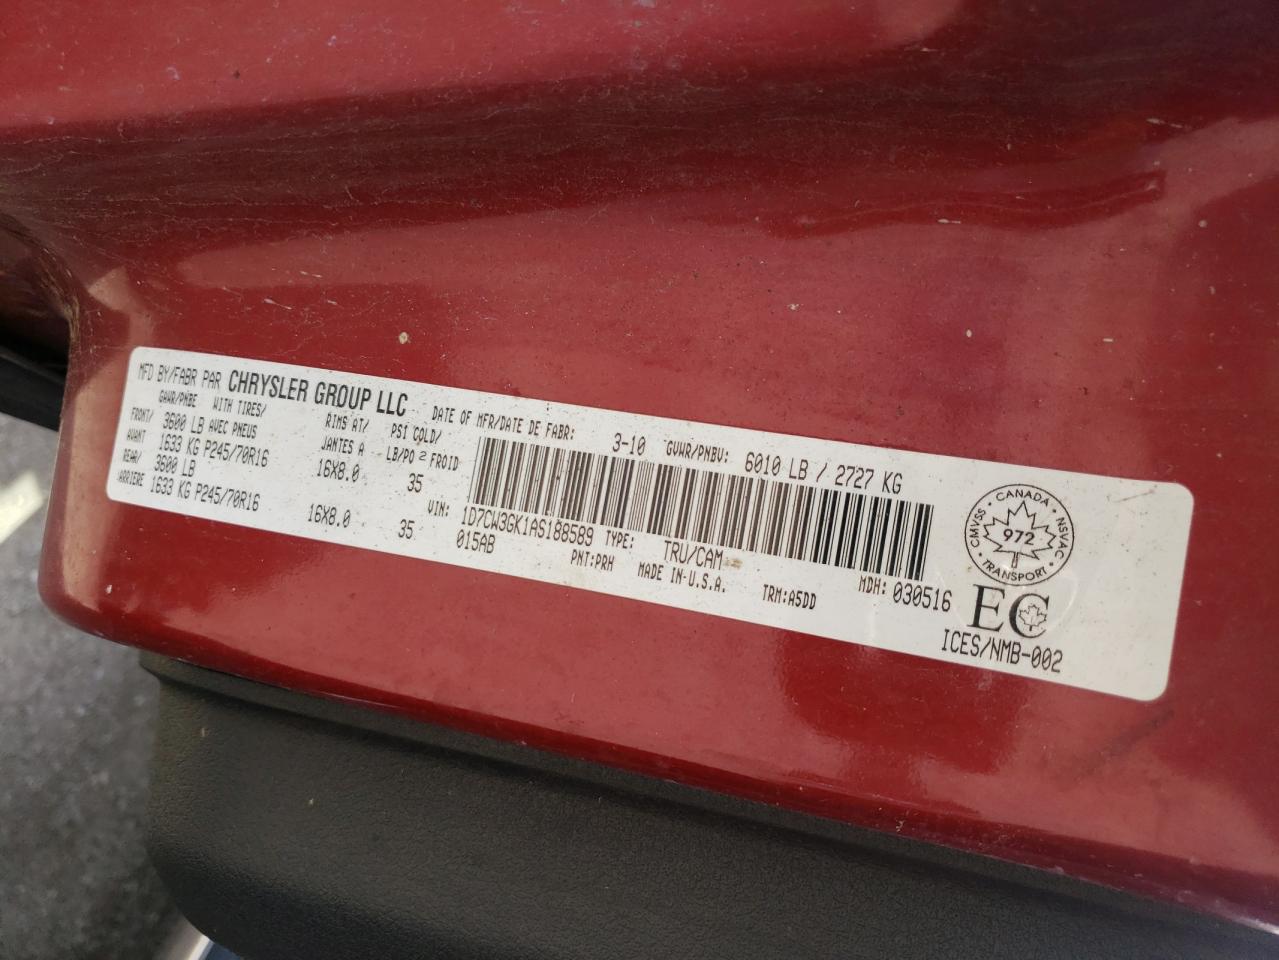 MFD BY/FABR PAR CHRYSLER GROUP LLC DATE OF MFR/DATE DE FABR: 3-10 GVWR/PNBV: 6010 LB / 2727 KG
GAWR/PNBE WITH TIRES/ RIMS AT/ PSI COLD/
FRONT/ 3600 LB AVEC PNEUS JANTES A LB/PO² FROID
AVANT 1633 KG P245/70R16 16X8.0 35
REAR/ 3600 LB
ARRIERE 1633 KG P245/70R16 16X8.0 35
VIN: 1D7CW3GK1AS188589 TYPE: TRU/CAM MDH: 030516
015AB PNT:PRH MADE IN U.S.A. TRM:A5DD
CANADA
CMVSS 972 NSVAC
TRANSPORT
EC
ICES/NMB-002